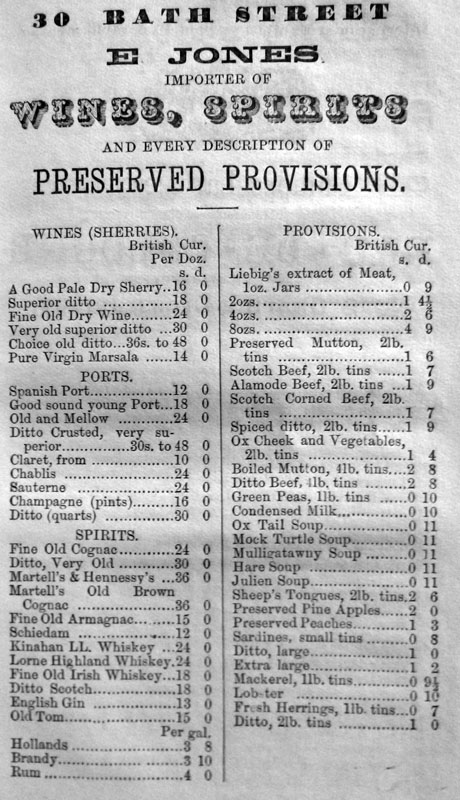 30 BATH STREET
E JONES.
IMPORTER OF
WINES, SPIRITS
AND EVERY DESCRIPTION OF
PRESERVED PROVISIONS.
WINES (SHERRIES).
British Cur.
Per Doz.
s. d.
A Good Pale Dry Sherry..16 0
Superior ditto ..............18 0
Fine Old Dry Wine.........24 0
Very old superior ditto ...30 0
Choice old ditto...36s. to 48 0
Pure Virgin Marsala ......14 0
PORTS.
Spanish Port..................12 0
Good sound young Port...18 0
Old and Mellow ............24 0
Ditto Crusted, very su-
perior...............30s. to 48 0
Claret, from ..................10 0
Chablis ........................24 0
Sauterne .....................24 0
Champagne (pints).........16 0
Ditto (quarts) ...............30 0
SPIRITS.
Fine Old Cognac............24 0
Ditto, Very Old ............30 0
Martell's & Hennessy's ...36 0
Martell's Old Brown
Cognac .....................36 0
Fine Old Armagnac.........15 0
Schiedam .....................12 0
Kinahan LL. Whiskey ...24 0
Lorne Highland Whiskey.24 0
Fine Old Irish Whiskey...18 0
Ditto Scotch..................18 0
English Gin ..................13 0
Old Tom........................15 0
Per gal.
Hollands ..................... 3 8
Brandy........................ 3 10
Rum ........................... 4 0
PROVISIONS.
British Cur.
s. d.
Liebig's extract of Meat,
1oz. Jars .....................0 9
2ozs...............................1 4½
4ozs...............................2 6
8ozs...............................4 9
Preserved Mutton, 2lb.
tins ...........................1 6
Scotch Beef, 2lb. tins ......1 7
Alamode Beef, 2lb. tins ...1 9
Scotch Corned Beef, 2lb.
tins ...........................1 7
Spiced ditto, 2lb. tins......1 9
Ox Cheek and Vegetables,
2lb. tins .....................1 4
Boiled Mutton, 4lb. tins....2 8
Ditto Beef, 4lb. tins ......2 8
Green Peas, 1lb. tins ......0 10
Condensed Milk...............0 10
Ox Tail Soup..................0 11
Mock Turtle Soup............0 11
Mulligatawny Soup .........0 11
Hare Soup .....................0 11
Julien Soup.....................0 11
Sheep's Tongues, 2lb. tins.2 6
Preserved Pine Apples......2 0
Preserved Peaches............1 3
Sardines, small tins .........0 8
Ditto, large.....................1 0
Extra large.....................1 2
Mackerel, 1lb. tins............0 9½
Lobster ........................0 10
Fresh Herrings, 1lb. tins...0 7
Ditto, 2lb. tins ...............1 0